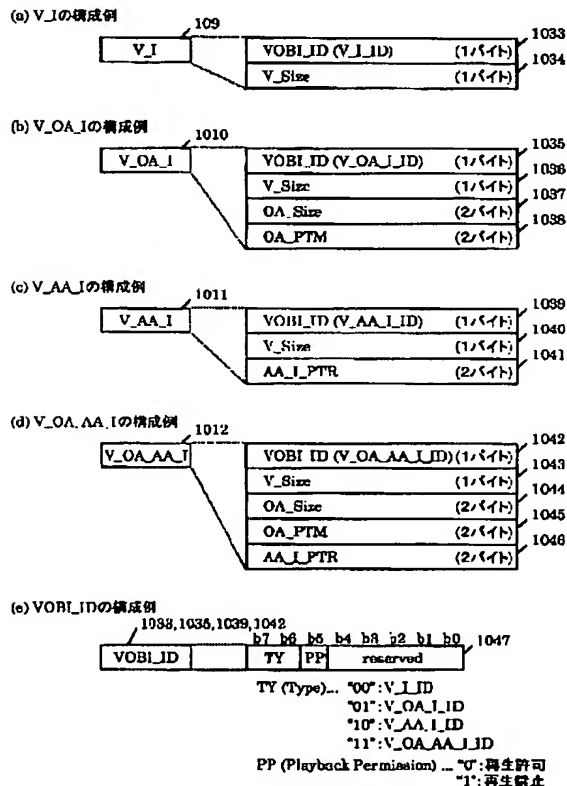 (a) V_Iの構成例
109
V_I
VOBI_ID (V_I_ID) (1バイト) 1033
V_Size (1バイト) 1034
(b) V_OA_Iの構成例
1010
V_OA_I
VOBI_ID (V_OA_I_ID) (1バイト) 1035
V_Size (1バイト) 1036
OA_Size (2バイト) 1037
OA_PTM (2バイト) 1038
(c) V_AA_Iの構成例
1011
V_AA_I
VOBI_ID (V_AA_I_ID) (1バイト) 1039
V_Size (1バイト) 1040
AA_I_PTR (2バイト) 1041
(d) V_OA_AA_Iの構成例
1012
V_OA_AA_I
VOBI_ID (V_OA_AA_I_ID) (1バイト) 1042
V_Size (1バイト) 1043
OA_Size (2バイト) 1044
OA_PTM (2バイト) 1045
AA_I_PTR (2バイト) 1046
(e) VOBI_IDの構成例
1033,1035,1039,1042
b7 b6 b5 b4 b3 b2 b1 b0
VOBI_ID TY PP reserved 1047
TY (Type)... "00":V_I_ID
"01":V_OA_I_ID
"10":V_AA_I_ID
"11":V_OA_AA_I_ID
PP (Playback Permission) ... "0":再生許可
"1":再生禁止